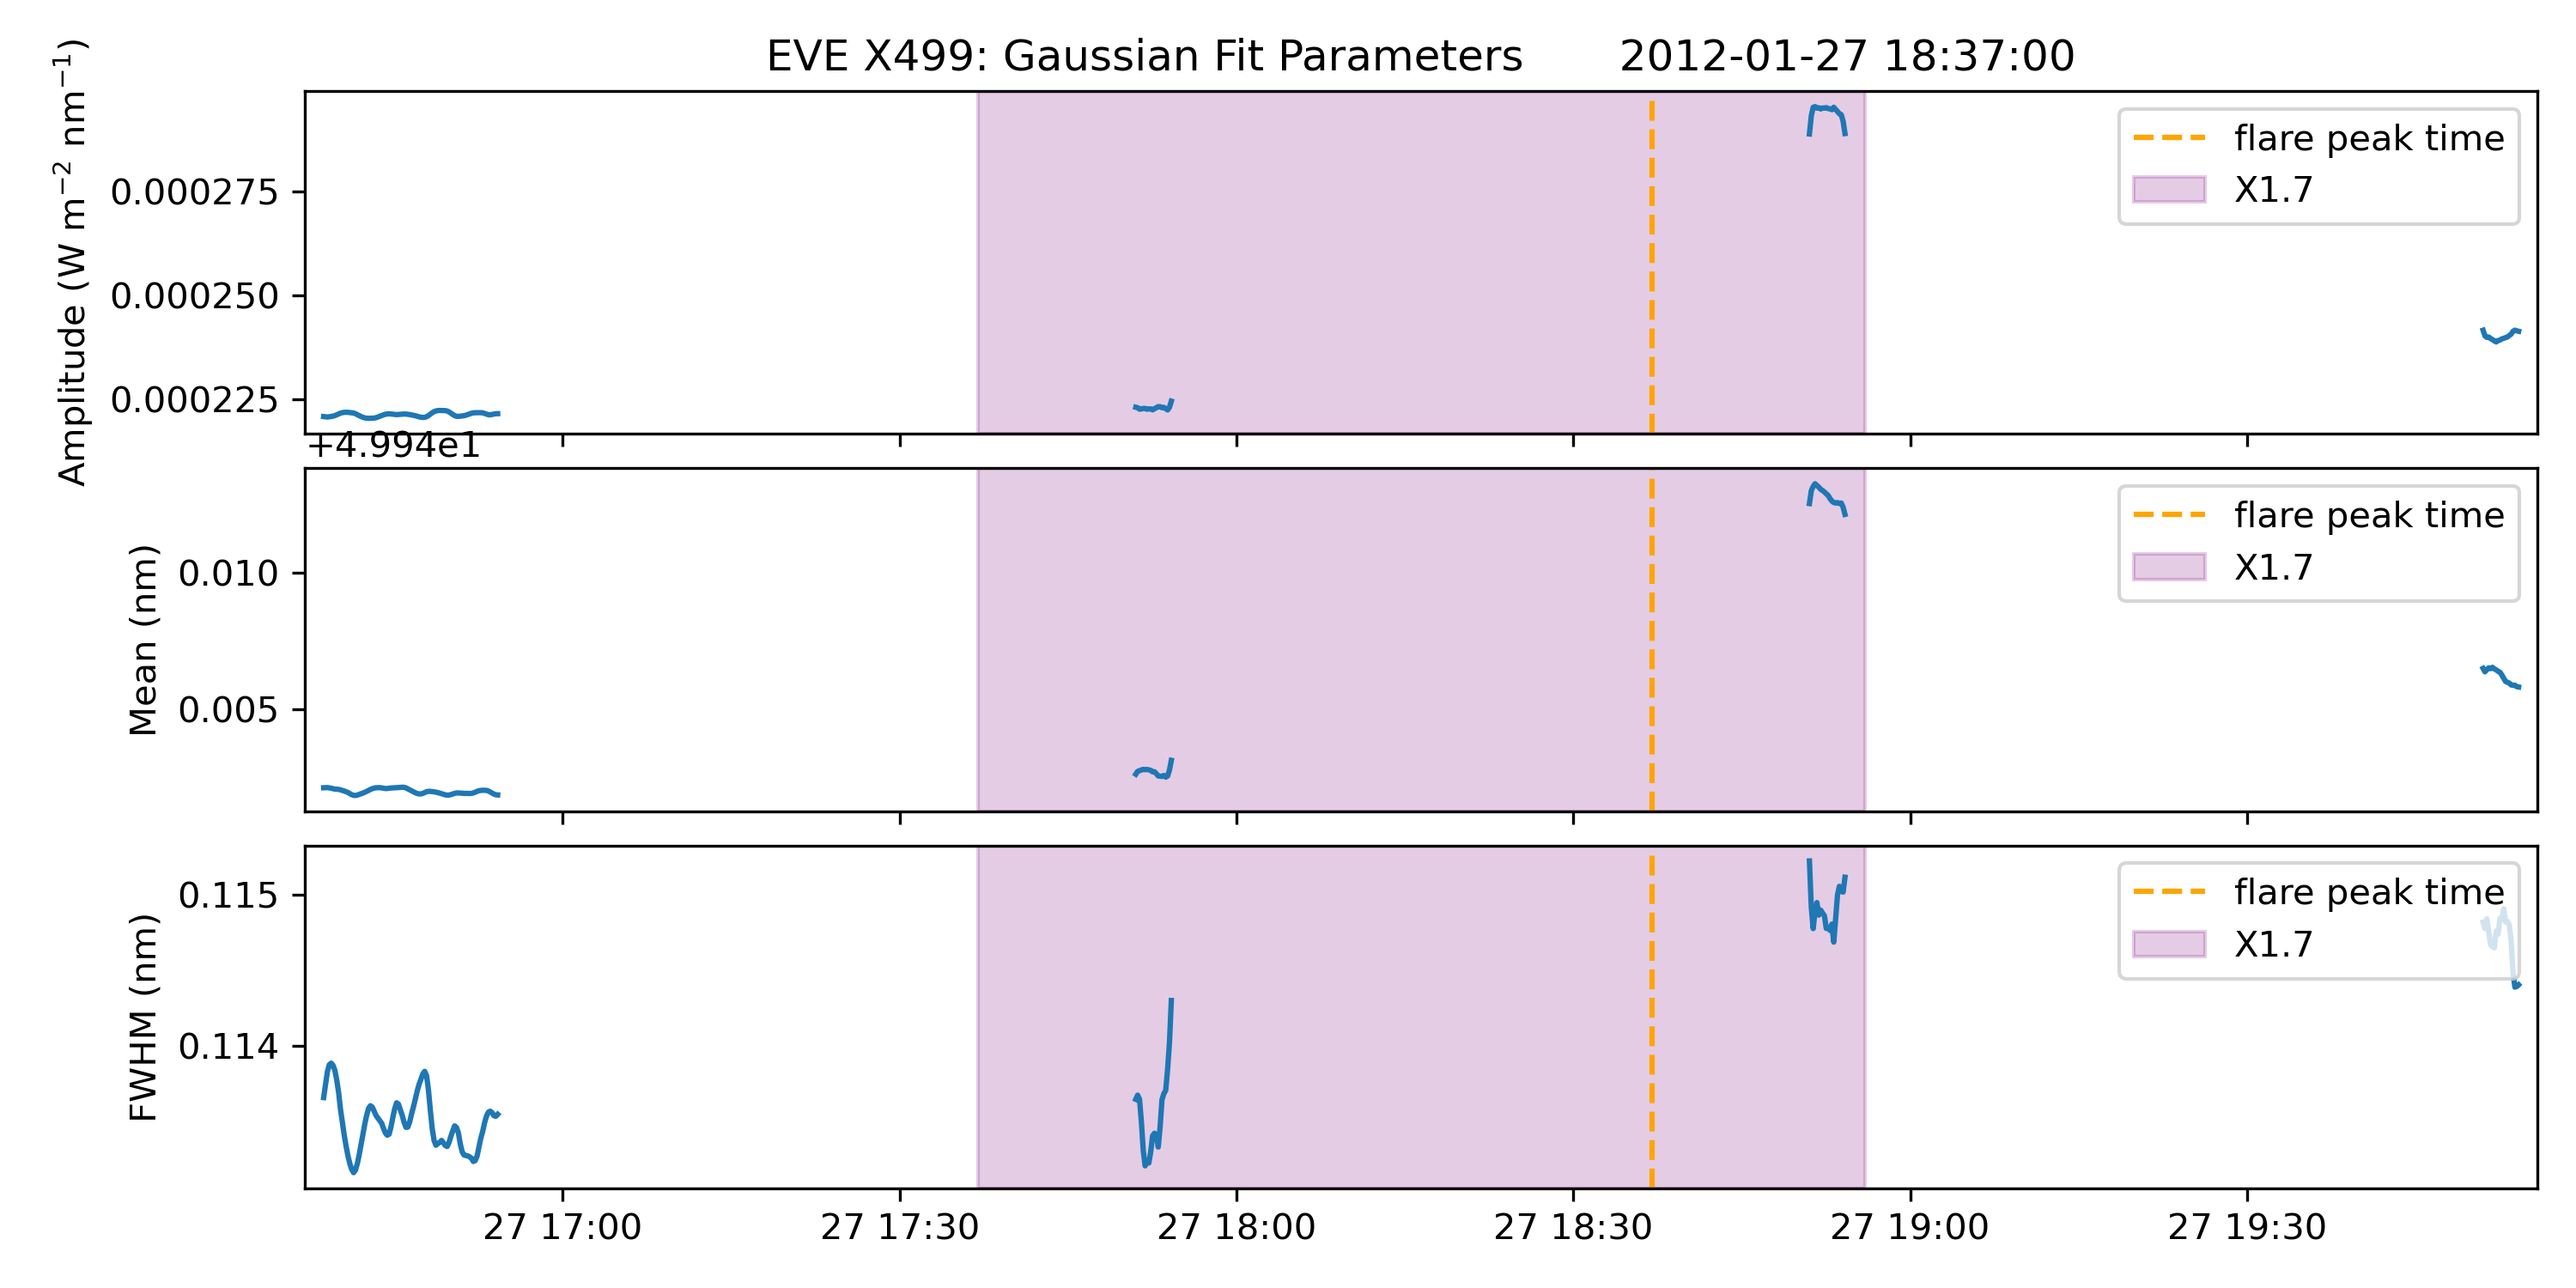 EVE X499: Gaussian Fit Parameters 2012-01-27 18:37:00
Amplitude (W m⁻² nm⁻¹)
0.000275
0.000250
0.000225
flare peak time
X1.7
+4.994e1
Mean (nm)
0.010
0.005
flare peak time
X1.7
FWHM (nm)
0.115
0.114
flare peak time
X1.7
27 17:00 27 17:30 27 18:00 27 18:30 27 19:00 27 19:30